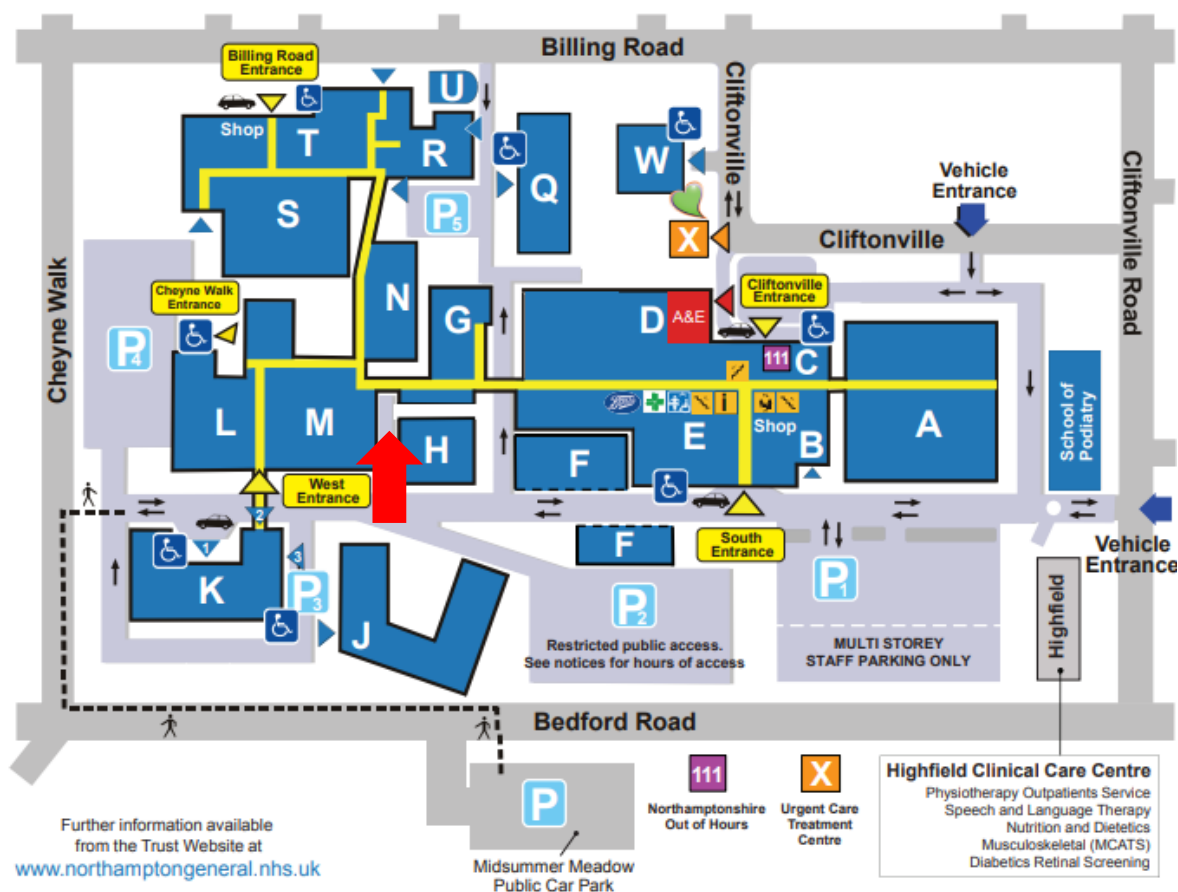 Billing Road
Billing Road
Entrance
U
Cliftonville
Shop
T
R
W
Q
Vehicle
Entrance
Cliftonville Road
S
P5
X
Cliftonville
Cheyne Walk
N
Cheyne Walk
Entrance
Cliftonville
Entrance
G
D
A&E
P4
111
C
Boots
i
L
M
H
E
Shop
B
A
School of
Podiatry
F
West
Entrance
2
1
3
F
South
Entrance
Vehicle
Entrance
K
P3
J
P2
P1
Highfield
Restricted public access.
See notices for hours of access
MULTI STOREY
STAFF PARKING ONLY
Bedford Road
111
X
Northamptonshire
Out of Hours
Urgent Care
Treatment
Centre
Highfield Clinical Care Centre
Physiotherapy Outpatients Service
Speech and Language Therapy
Nutrition and Dietetics
Musculoskeletal (MCATS)
Diabetics Retinal Screening
P
Further information available
from the Trust Website at
www.northamptongeneral.nhs.uk
Midsummer Meadow
Public Car Park